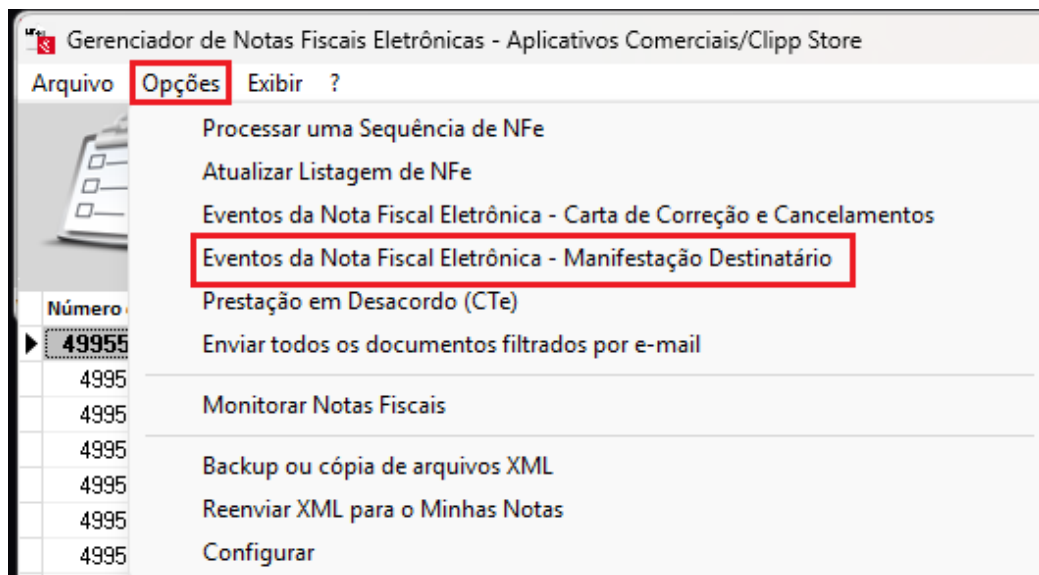 Gerenciador de Notas Fiscais Eletrônicas - Aplicativos Comerciais/Clipp Store
Arquivo Opções Exibir ?
Processar uma Sequência de NFe
Atualizar Listagem de NFe
Eventos da Nota Fiscal Eletrônica - Carta de Correção e Cancelamentos
Eventos da Nota Fiscal Eletrônica - Manifestação Destinatário
Prestação em Desacordo (CTe)
Enviar todos os documentos filtrados por e-mail
Monitorar Notas Fiscais
Backup ou cópia de arquivos XML
Reenviar XML para o Minhas Notas
Configurar
Número
49955
4995
4995
4995
4995
4995
4995